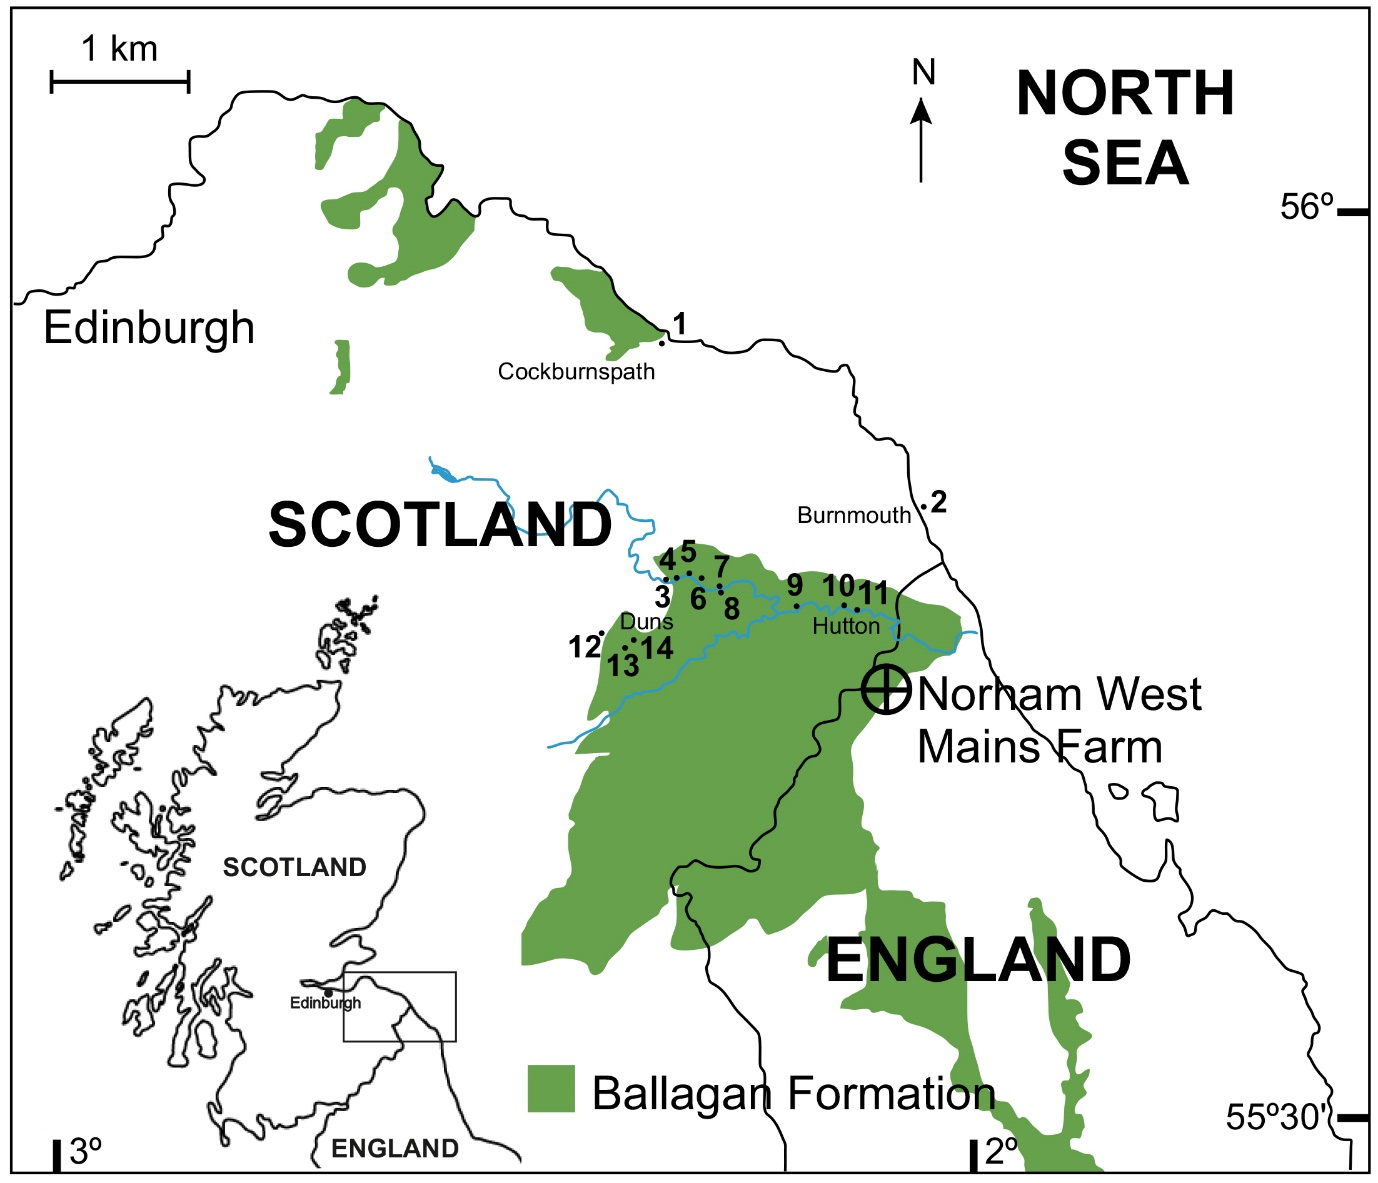 1 km
N
NORTH
SEA
56º
Edinburgh
1
Cockburnspath
SCOTLAND
Burnmouth
2
4
5
7
3
6
8
9
10
11
Duns
Hutton
12
14
13
Norham West
Mains Farm
SCOTLAND
ENGLAND
Edinburgh
Ballagan Formation
55º30'
ENGLAND
3º
2º